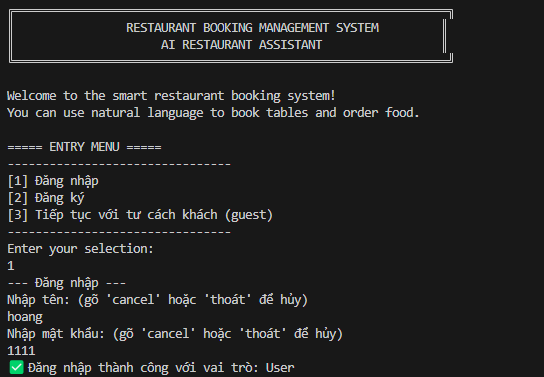 RESTAURANT BOOKING MANAGEMENT SYSTEM
AI RESTAURANT ASSISTANT
Welcome to the smart restaurant booking system!
You can use natural language to book tables and order food.
===== ENTRY MENU =====
--------------------------------
[1] Đăng nhập
[2] Đăng ký
[3] Tiếp tục với tư cách khách (guest)
--------------------------------
Enter your selection:
1
--- Đăng nhập ---
Nhập tên: (gõ 'cancel' hoặc 'thoát' để hủy)
hoang
Nhập mật khẩu: (gõ 'cancel' hoặc 'thoát' để hủy)
1111
✅ Đăng nhập thành công với vai trò: User